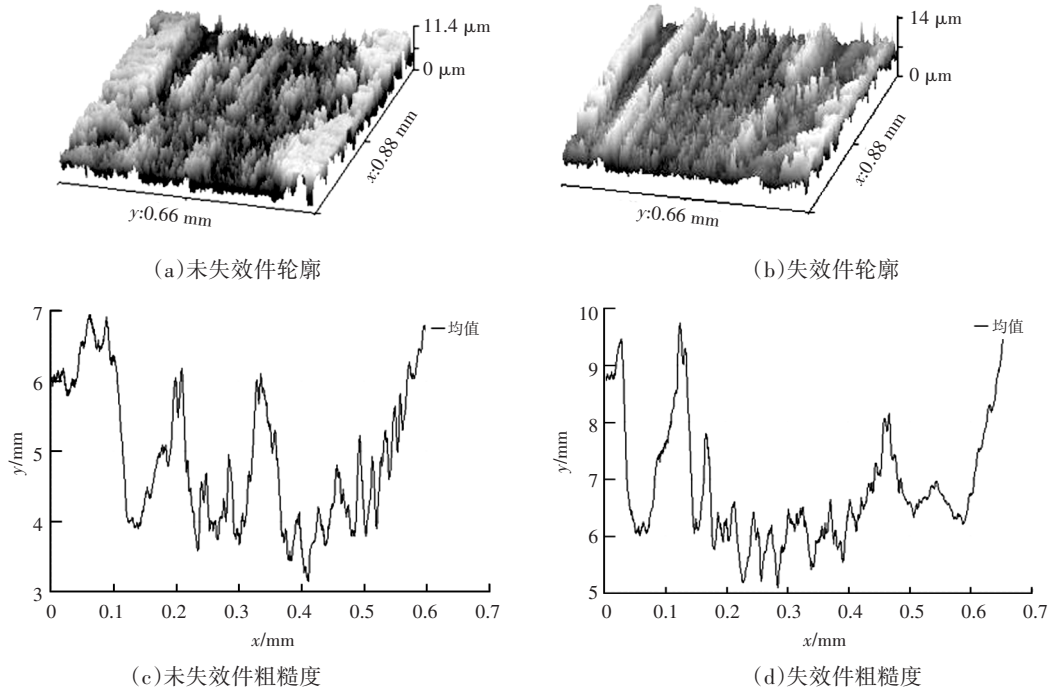 11.4 μm
0 μm
x:0.88 mm
y:0.66 mm
(a)未失效件轮廓
14 μm
0 μm
x:0.88 mm
y:0.66 mm
(b)失效件轮廓
7
6
5
4
3
y/mm
均值
0 0.1 0.2 0.3 0.4 0.5 0.6 0.7
x/mm
(c)未失效件粗糙度
10
9
8
7
6
5
y/mm
均值
0 0.1 0.2 0.3 0.4 0.5 0.6 0.7
x/mm
(d)失效件粗糙度